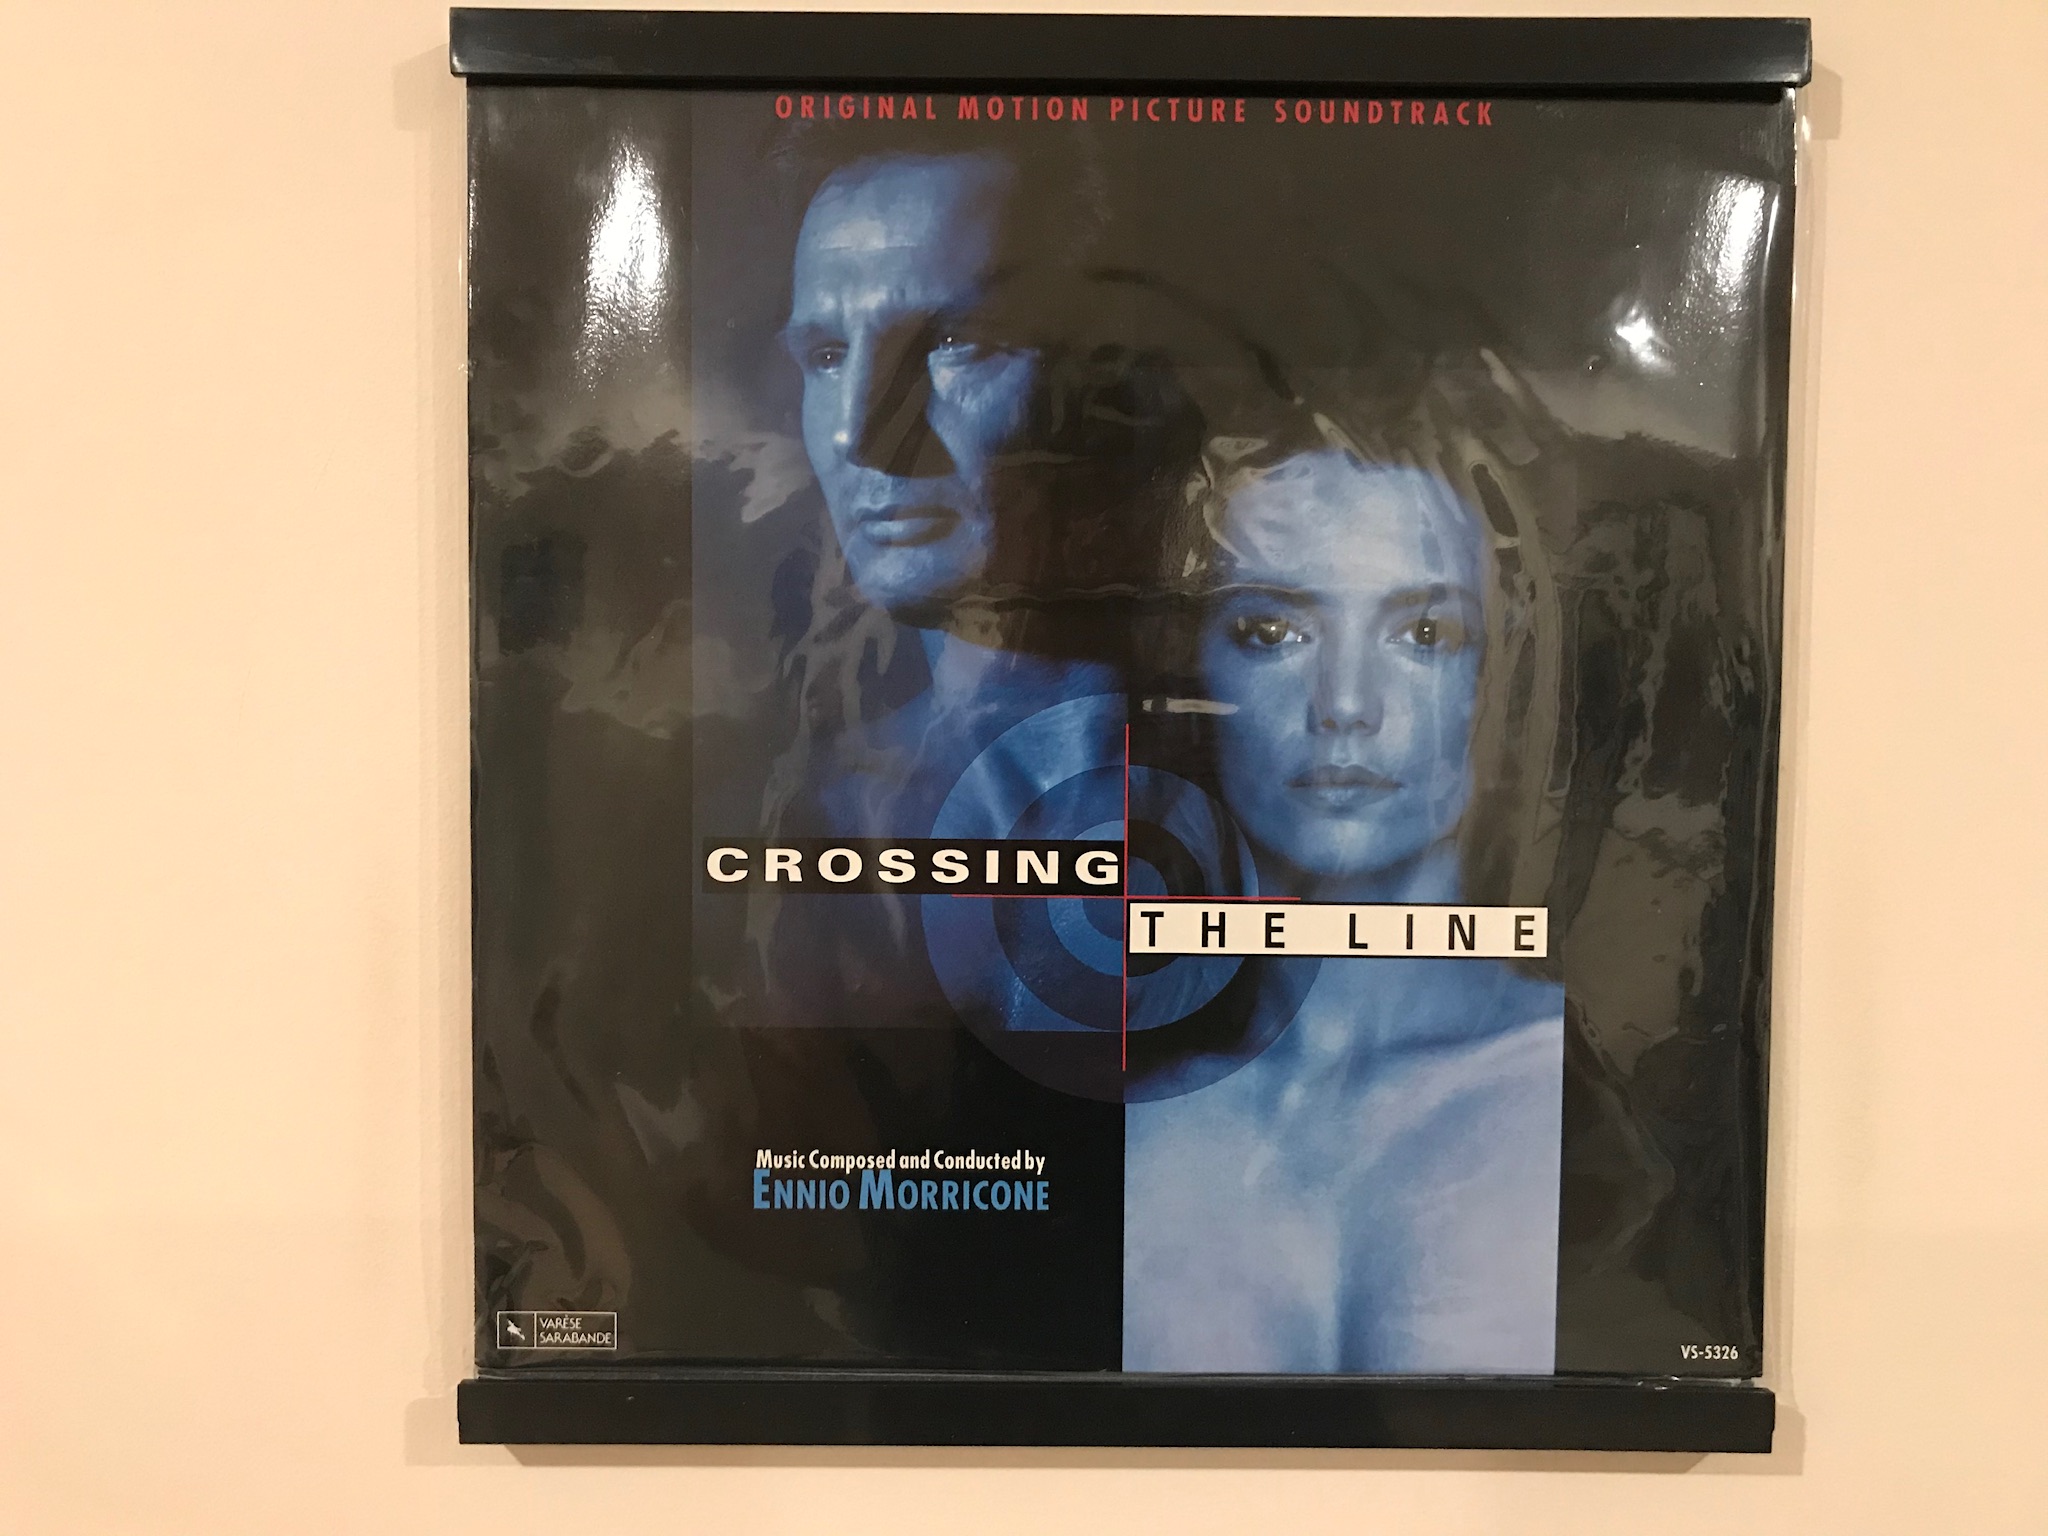 ORIGINAL MOTION PICTURE SOUNDTRACK
CROSSING
THE LINE
Music Composed and Conducted by
ENNIO MORRICONE
VARÈSE
SARABANDE
VS-5326